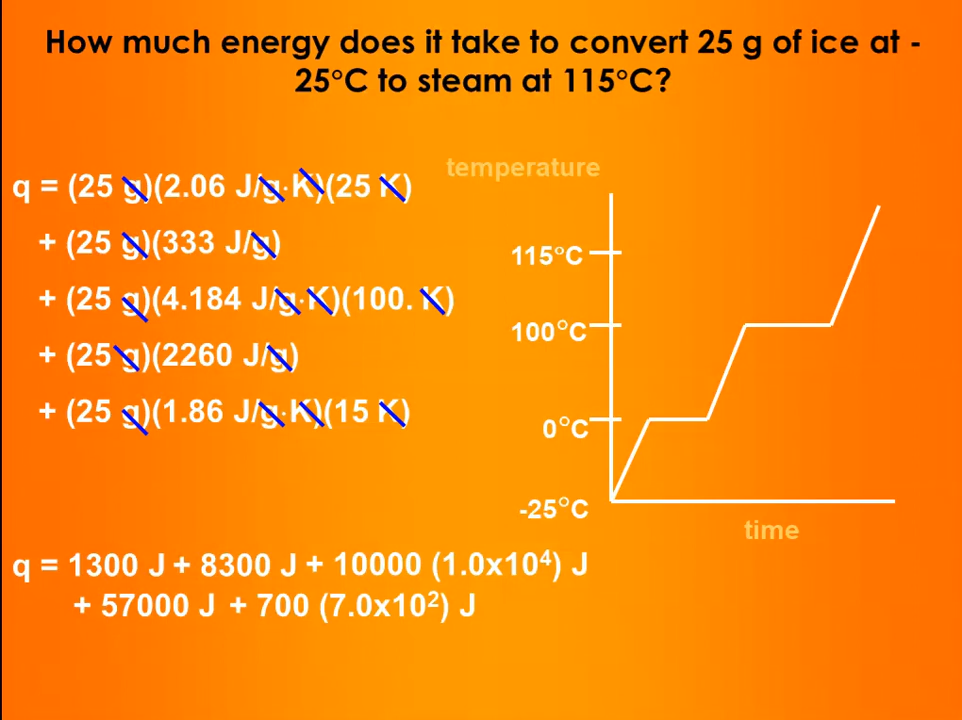 How much energy does it take to convert 25 g of ice at -
25°C to steam at 115°C?
q = (25 g)(2.06 J/g·K)(25 K)
+ (25 g)(333 J/g)
+ (25 g)(4.184 J/g·K)(100. K)
+ (25 g)(2260 J/g)
+ (25 g)(1.86 J/g·K)(15 K)
temperature
115°C
100°C
0°C
-25°C
time
q = 1300 J + 8300 J + 10000 (1.0x10⁴) J
+ 57000 J + 700 (7.0x10²) J